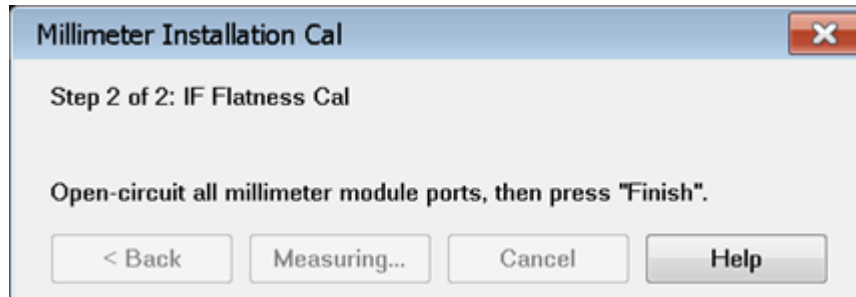 Millimeter Installation Cal
Step 2 of 2: IF Flatness Cal
Open-circuit all millimeter module ports, then press "Finish".
< Back Measuring... Cancel Help